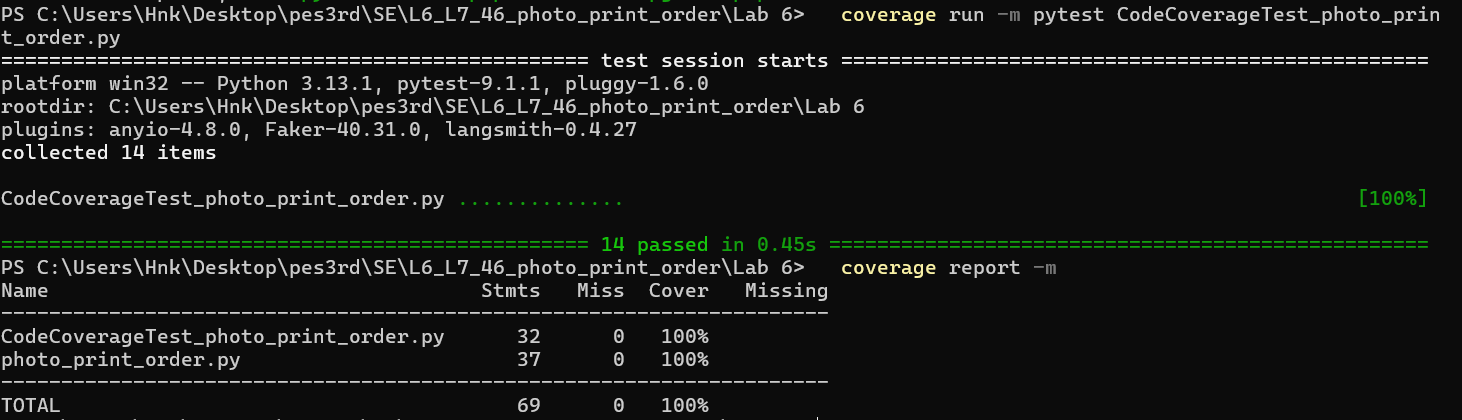 PS C:\Users\Hnk\Desktop\pes3rd\SE\L6_L7_46_photo_print_order\Lab 6>   coverage run -m pytest CodeCoverageTest_photo_prin
t_order.py
================================================= test session starts =================================================
platform win32 -- Python 3.13.1, pytest-9.1.1, pluggy-1.6.0
rootdir: C:\Users\Hnk\Desktop\pes3rd\SE\L6_L7_46_photo_print_order\Lab 6
plugins: anyio-4.8.0, Faker-40.31.0, langsmith-0.4.27
collected 14 items
CodeCoverageTest_photo_print_order.py ..............                                                             [100%]
================================================= 14 passed in 0.45s ==================================================
PS C:\Users\Hnk\Desktop\pes3rd\SE\L6_L7_46_photo_print_order\Lab 6>   coverage report -m
Name                                    Stmts   Miss  Cover   Missing
---------------------------------------------------------------------
CodeCoverageTest_photo_print_order.py      32      0   100%
photo_print_order.py                       37      0   100%
---------------------------------------------------------------------
TOTAL                                      69      0   100%